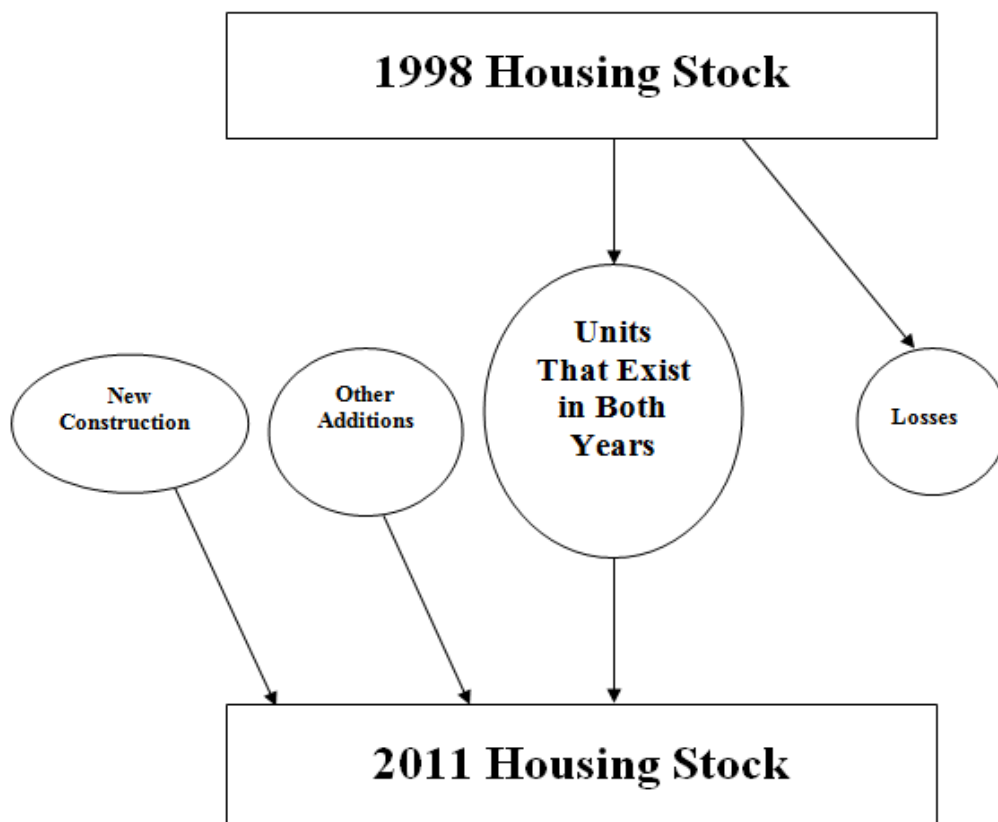 1998 Housing Stock
Units
That Exist
in Both
Years
New
Construction
Other
Additions
Losses
2011 Housing Stock